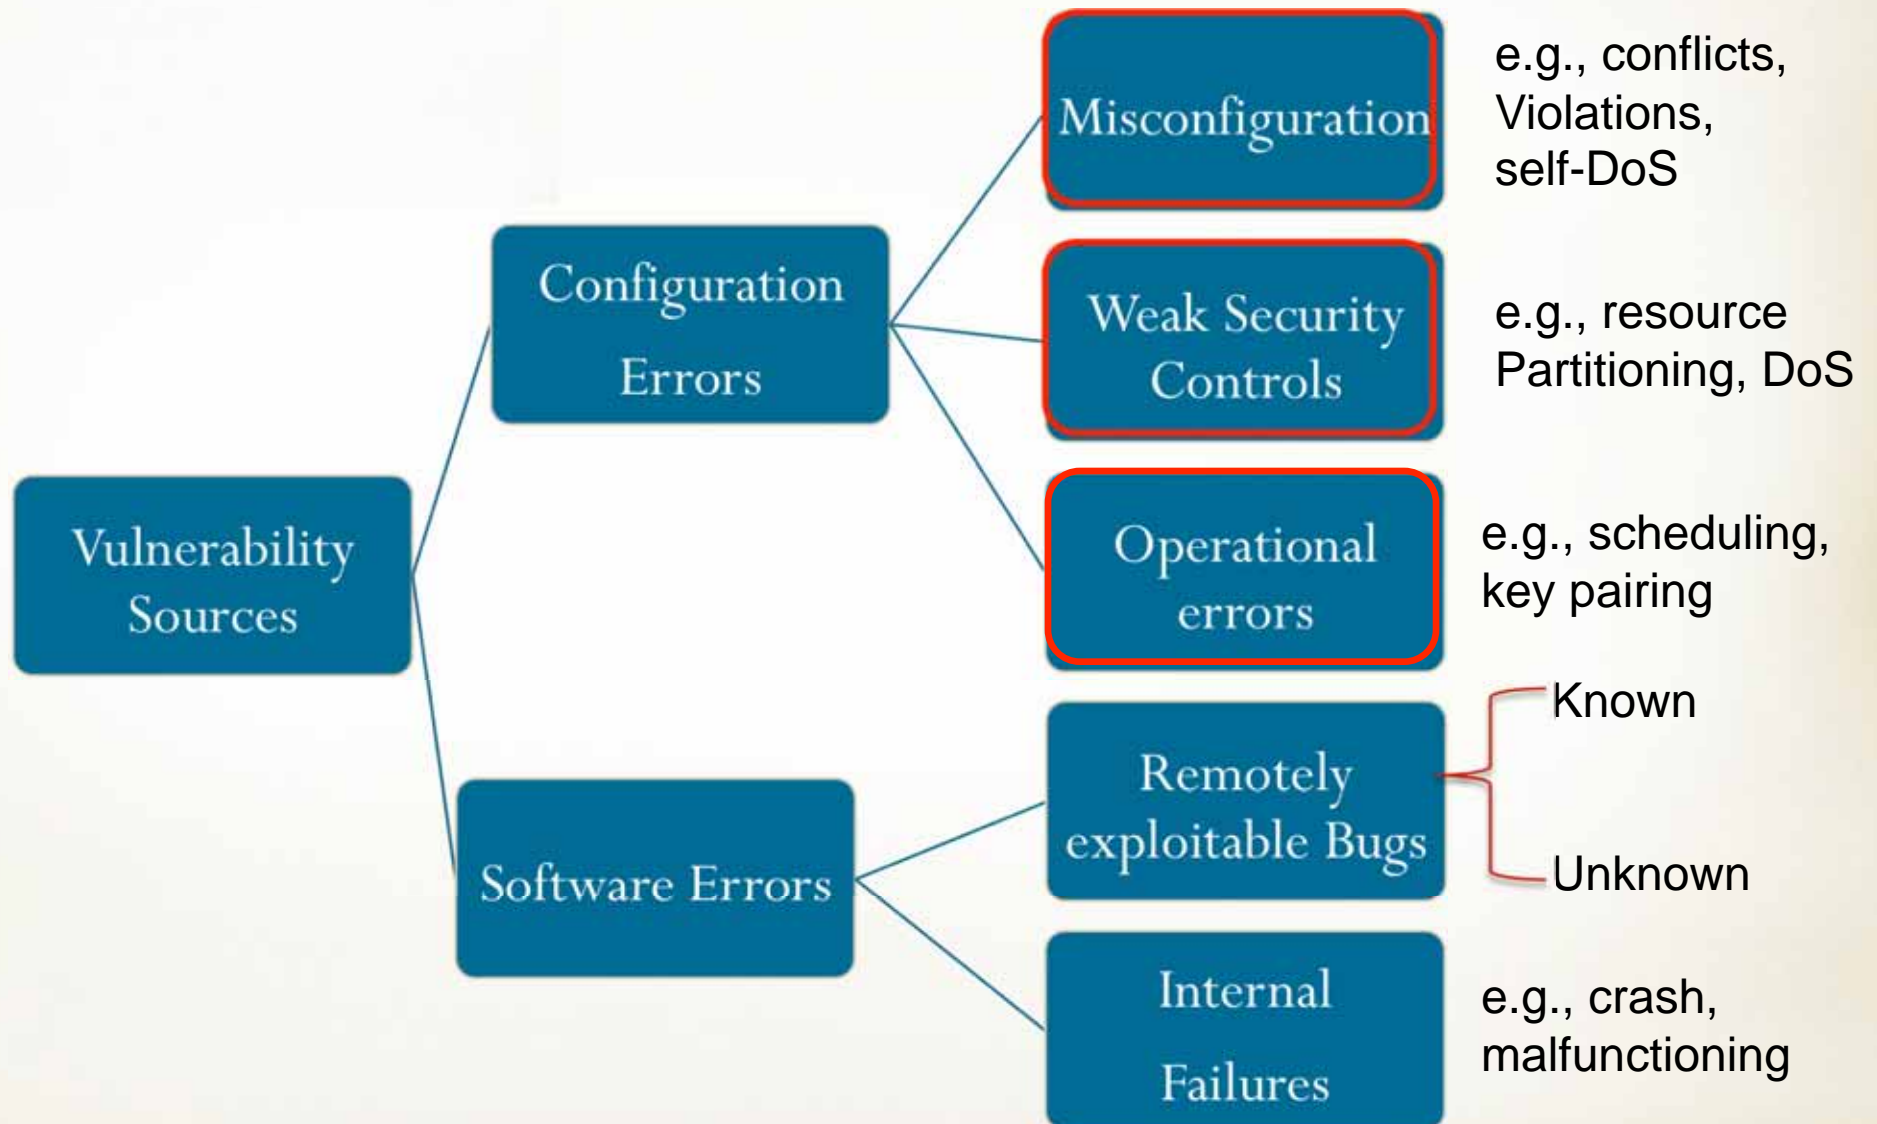 Misconfiguration
e.g., conflicts,
Violations,
self-DoS
Configuration
Errors
Weak Security
Controls
e.g., resource
Partitioning, DoS
Vulnerability
Sources
Operational
errors
e.g., scheduling,
key pairing
Software Errors
Remotely
exploitable Bugs
Known
Unknown
Internal
Failures
e.g., crash,
malfunctioning